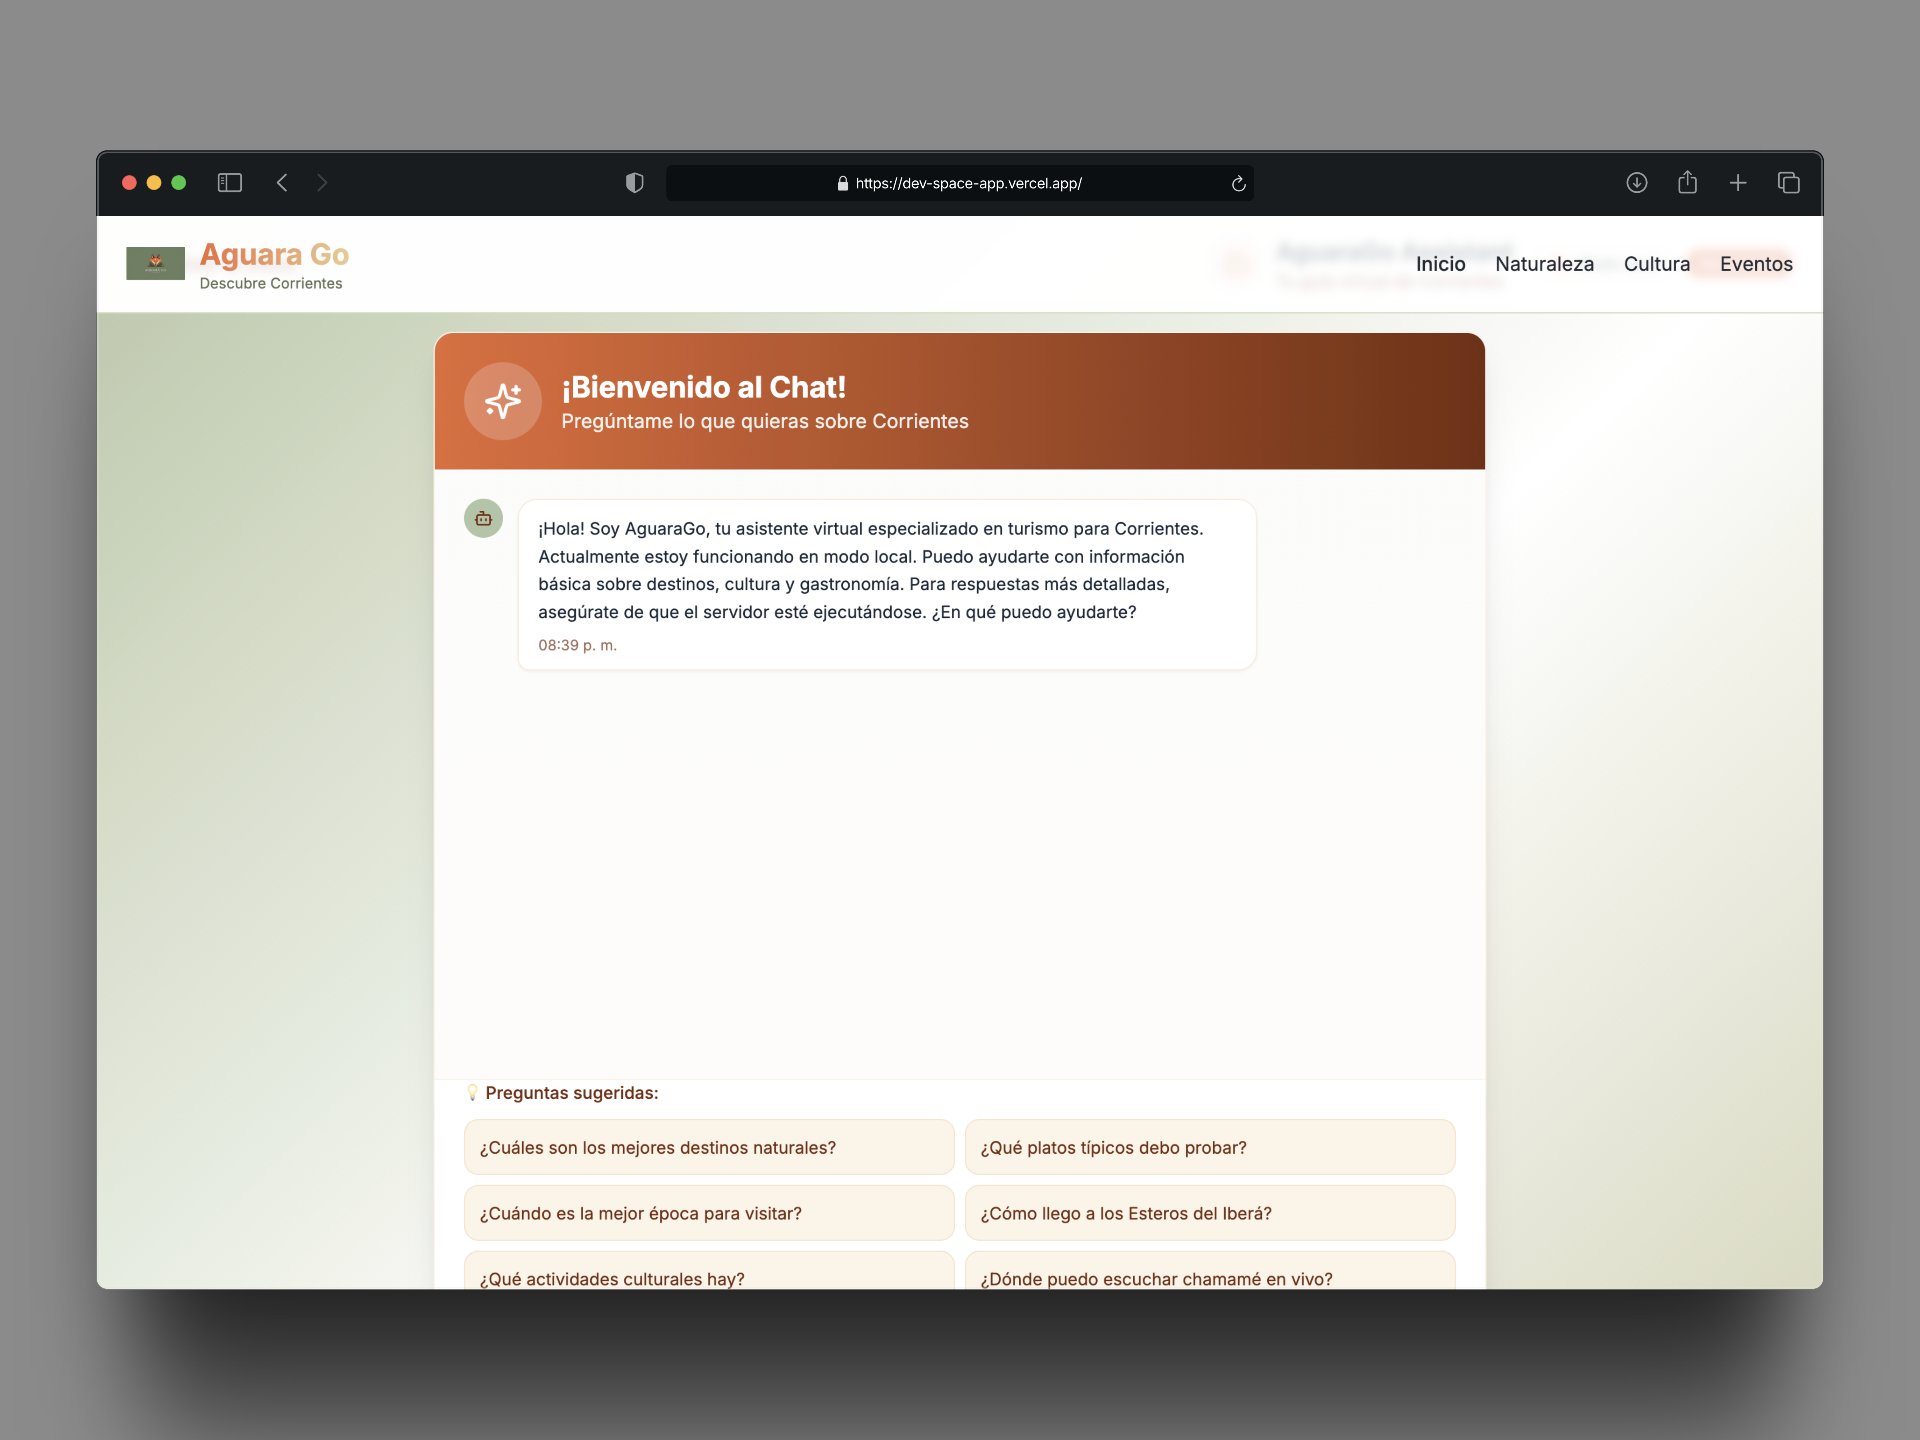 https://dev-space-app.vercel.app/
Aguara Go
Descubre Corrientes
Inicio Naturaleza Cultura Eventos
¡Bienvenido al Chat!
Pregúntame lo que quieras sobre Corrientes
¡Hola! Soy AguaraGo, tu asistente virtual especializado en turismo para Corrientes.
Actualmente estoy funcionando en modo local. Puedo ayudarte con información
básica sobre destinos, cultura y gastronomía. Para respuestas más detalladas,
asegúrate de que el servidor esté ejecutándose. ¿En qué puedo ayudarte?
08:39 p. m.
Preguntas sugeridas:
¿Cuáles son los mejores destinos naturales?
¿Qué platos típicos debo probar?
¿Cuándo es la mejor época para visitar?
¿Cómo llego a los Esteros del Iberá?
¿Qué actividades culturales hay?
¿Dónde puedo escuchar chamamé en vivo?